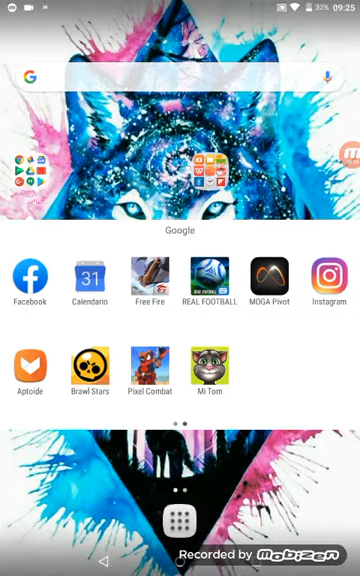 32% 09:25
Google
Google
Facebook Calendario Free Fire REAL FOOTBALL MOGA Pivot Instagram
31
Aptoide Brawl Stars Pixel Combat Mi Tom
Recorded by mobizen